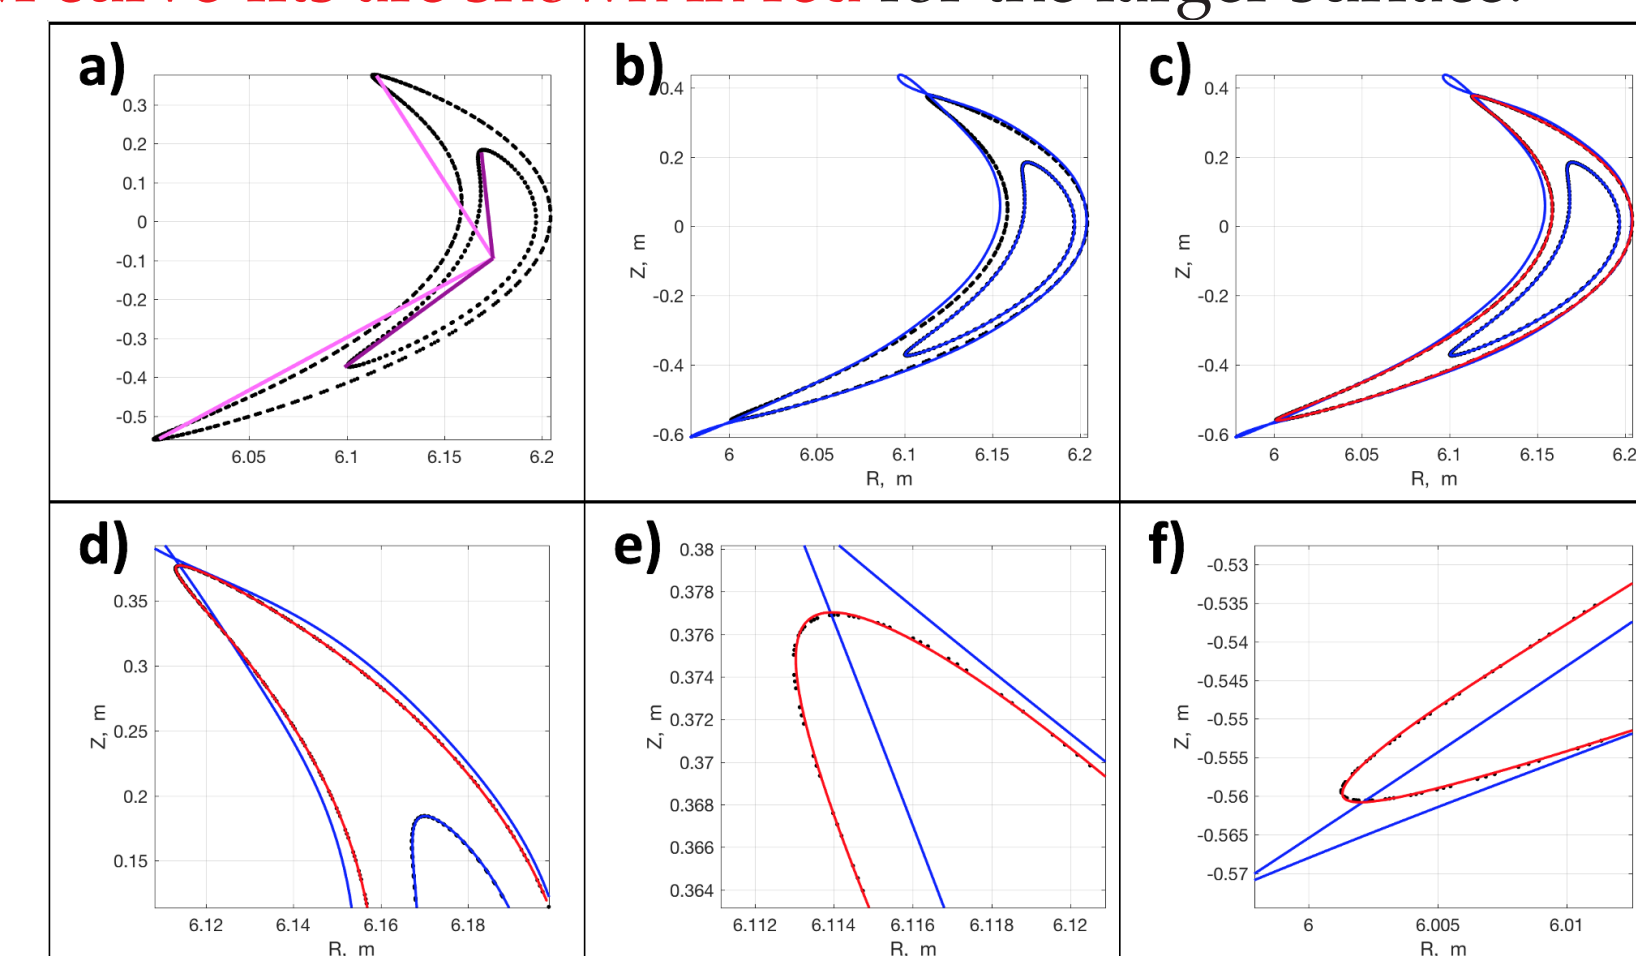 curve fits are shown in red for the larger surface.
a) b) c)
0.3 0.2 0.1 0 -0.1 -0.2 -0.3 -0.4 -0.5
6.05 6.1 6.15 6.2
Z, m
0.4 0.2 0 -0.2 -0.4 -0.6
6 6.05 6.1 6.15 6.2
R, m
Z, m
0.4 0.2 0 -0.2 -0.4 -0.6
6 6.05 6.1 6.15 6.2
R, m
d) e) f)
Z, m
0.35 0.3 0.25 0.2 0.15
6.12 6.14 6.16 6.18
R, m
Z, m
0.38 0.378 0.376 0.374 0.372 0.37 0.368 0.366 0.364
6.112 6.114 6.116 6.118 6.12
R, m
Z, m
-0.53 -0.535 -0.54 -0.545 -0.55 -0.555 -0.56 -0.565 -0.57
6 6.005 6.01
R, m